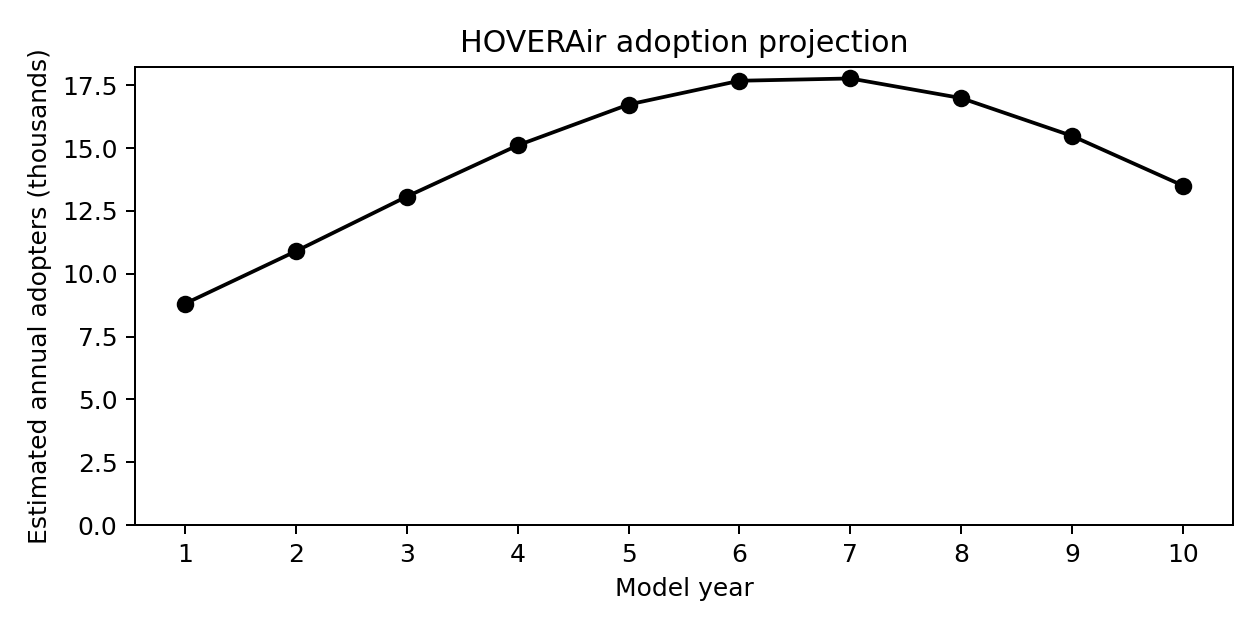 HOVERAir adoption projection
Estimated annual adopters (thousands)
17.5
15.0
12.5
10.0
7.5
5.0
2.5
0.0
1 2 3 4 5 6 7 8 9 10
Model year